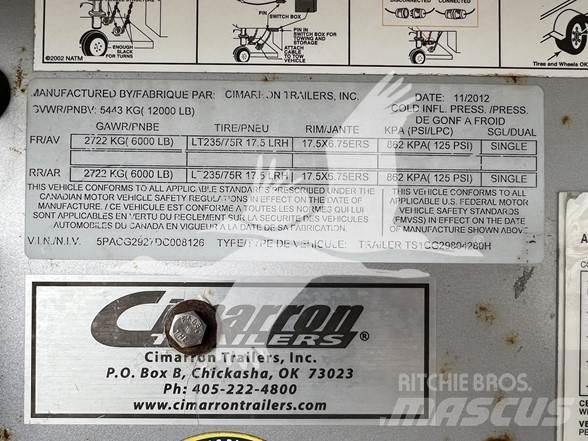 ENOUGH
SLACK
FOR TURNS
©2002 NATM
PIN IN
SWITCH BOX
SWITCH BOX FOR
TOWING AND
STORAGE
ATTACH
CABLE TO
TOW
DISCONNECTED
CONNECTED
Tires and Wheels OK
MANUFACTURED BY/FABRIQUE PAR: CIMARRON TRAILERS, INC. DATE: 11/2012
GVWR/PNBV: 5443 KG( 12000 LB) COLD INFL. PRESS. /PRESS.
DE GONF A FROID
GAWR/PNBE TIRE/PNEU RIM/JANTE KPA (PSI/LPC) SGL/DUAL
FR/AV 2722 KG( 6000 LB) LT235/75R 17.5 LRH 17.5X6.75ERS 862 KPA( 125 PSI) SINGLE
RR/AR 2722 KG( 6000 LB) LT235/75R 17.5 LRH 17.5X6.75ERS 862 KPA( 125 PSI) SINGLE
THIS VEHICLE CONFORMS TO ALL APPLICABLE STANDARDS PRESCRIBED UNDER THE
CANADIAN MOTOR VEHICLE SAFETY REGULATIONS IN EFFECT ON THE DATE OF
MANUFACTURE. / CE VEHICULE EST CONFORME A TOUTES LES NORMES QUI LUI SONT
APPLICABLES EN VERTU DU REGLEMENT SUR LA SECURITE DES VEHICULES
AUTOMOBILES DU CANADA EN VIGUEUR A LA DATE DE SA FABRICATION.
THIS VEHICLE CONFORMS TO ALL
APPLICABLE U.S. FEDERAL MOTOR
VEHICLE SAFETY STANDARDS
(FMVSS) IN EFFECT ON THE DATE OF
MANUFACTURE SHOWN ABOVE.
V.I.N./N.I.V. 5PACG2927DC008126 TYPE/TYPE DE VEHICULE: TRAILER TS1CG29804280H
Cimarron
TRAILERS®
Cimarron Trailers, Inc.
P.O. Box B, Chickasha, OK 73023
Ph: 405-222-4800
www.cimarrontrailers.com
RITCHIE BROS.
MASCUS